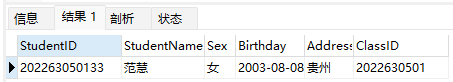 信息 结果 1 剖析 状态
StudentID StudentName Sex Birthday Address ClassID
202263050133 范慧 女 2003-08-08 贵州 2022630501